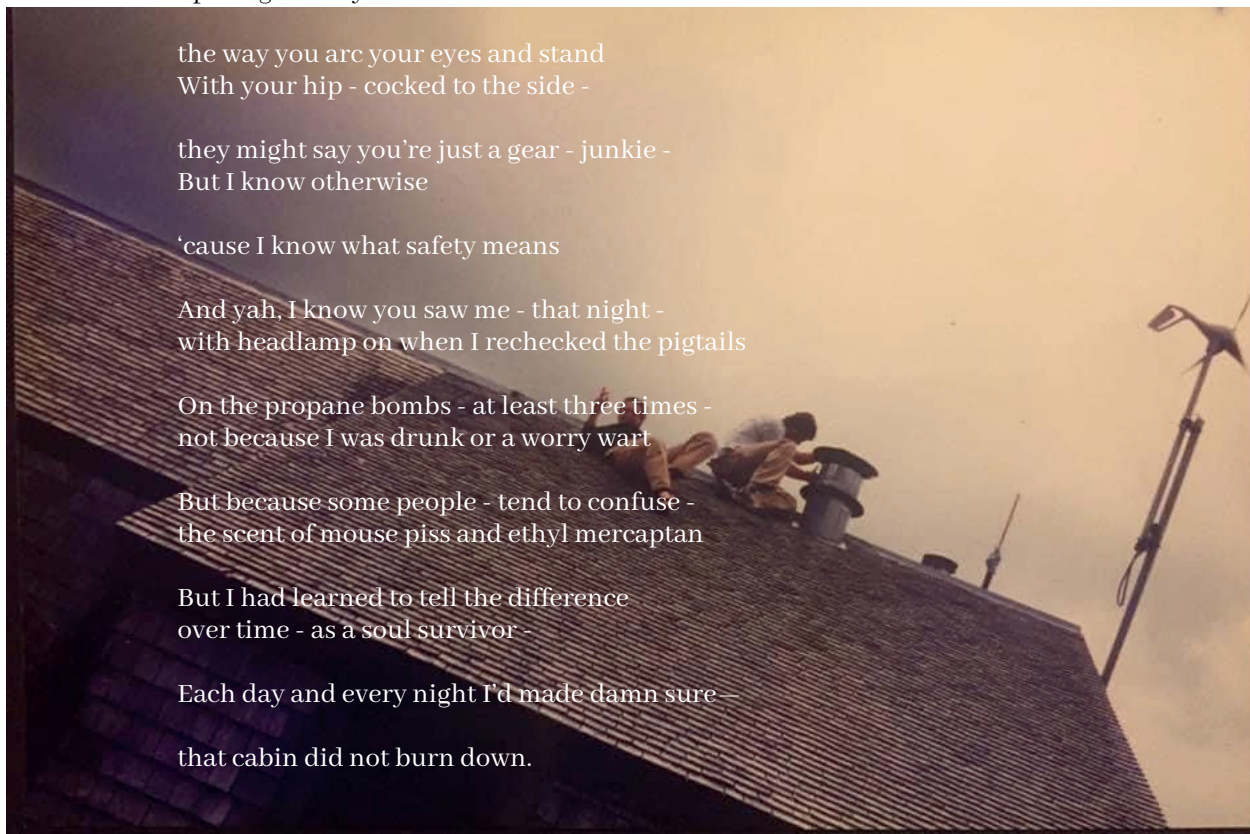 the way you arc your eyes and stand
With your hip - cocked to the side -
they might say you’re just a gear - junkie -
But I know otherwise
‘cause I know what safety means
And yah, I know you saw me - that night -
with headlamp on when I rechecked the pigtails
On the propane bombs - at least three times -
not because I was drunk or a worry wart
But because some people - tend to confuse -
the scent of mouse piss and ethyl mercaptan
But I had learned to tell the difference
over time - as a soul survivor -
Each day and every night I’d made damn sure—
that cabin did not burn down.